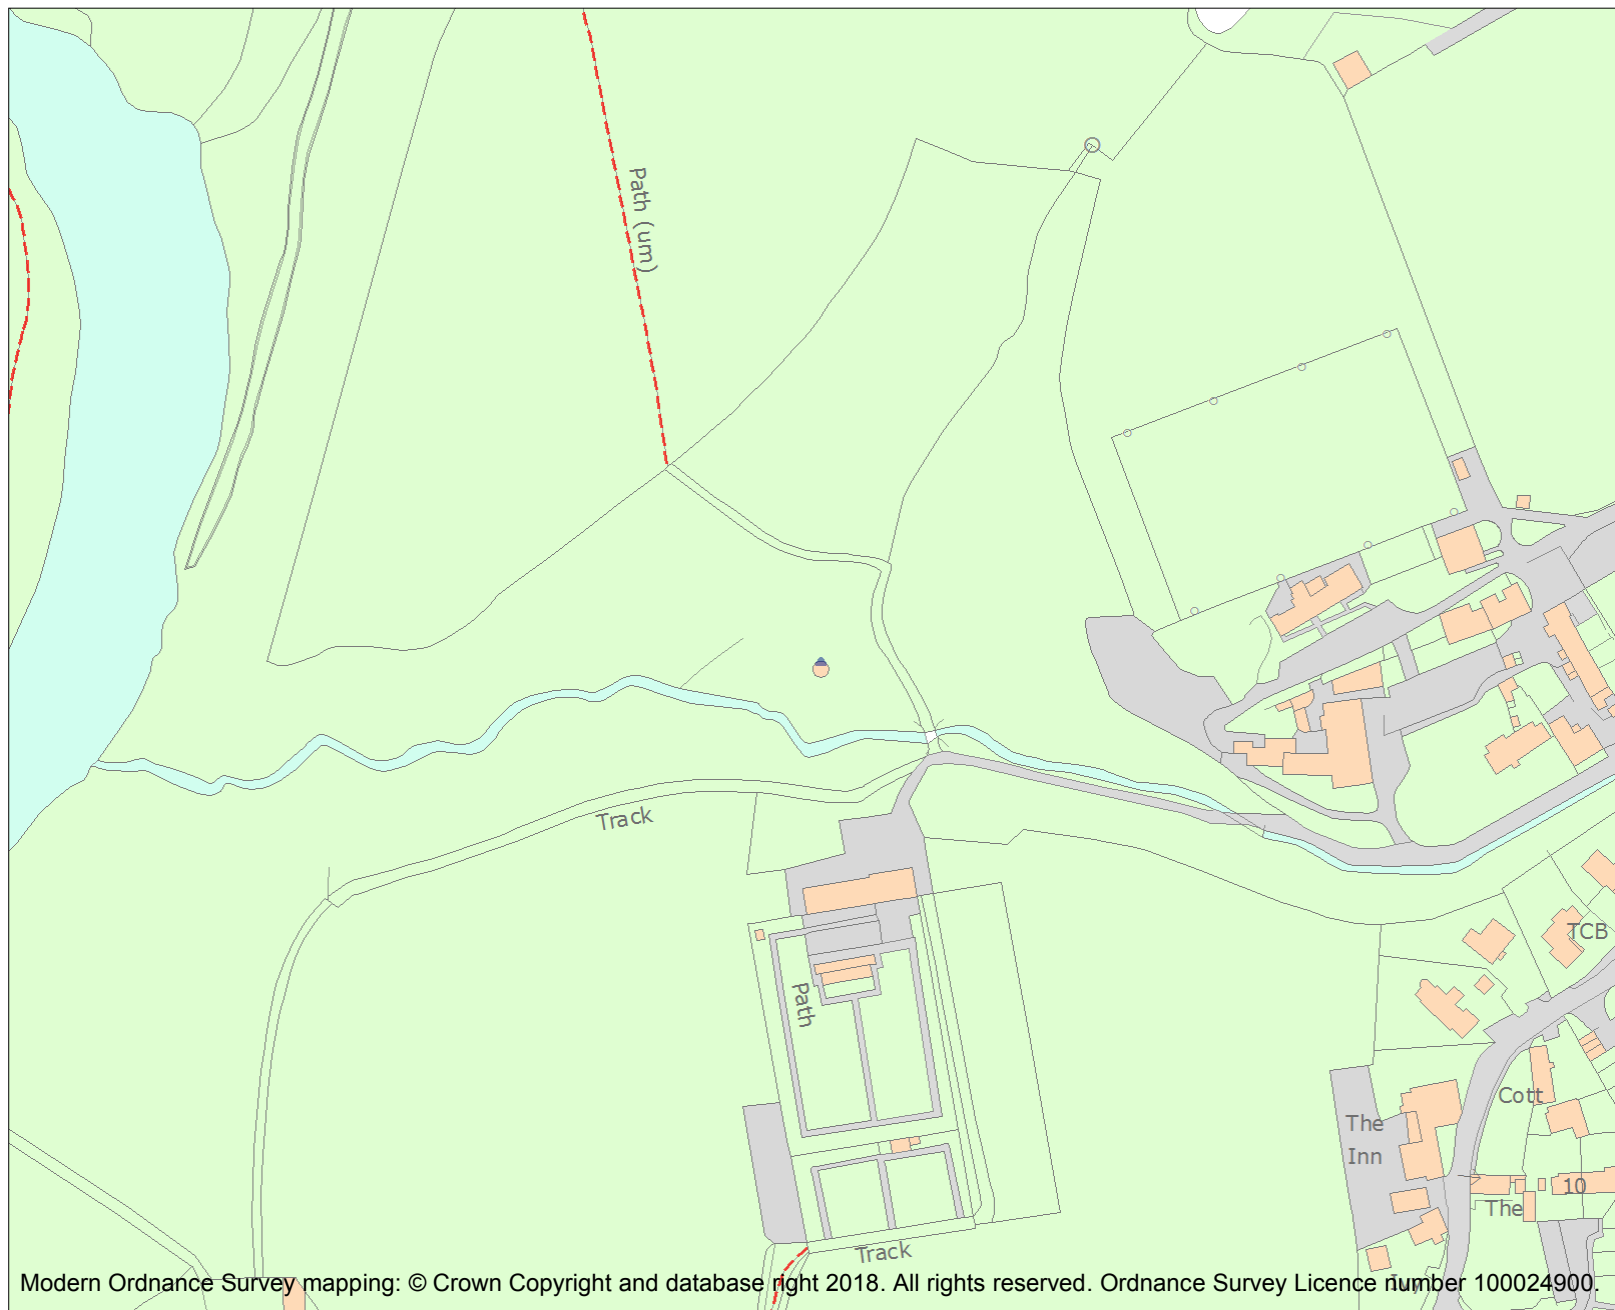 Path (um)
Track
TCB
Path
Cott
The
Inn
10
The
Track
Ivy
Modern Ordnance Survey mapping: © Crown Copyright and database right 2018. All rights reserved. Ordnance Survey Licence number 100024900.